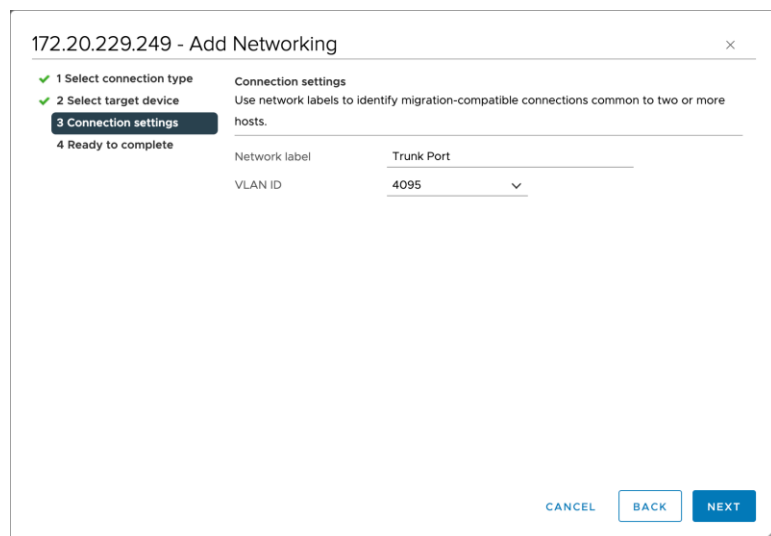 172.20.229.249 - Add Networking
1 Select connection type
2 Select target device
3 Connection settings
4 Ready to complete
Connection settings
Use network labels to identify migration-compatible connections common to two or more
hosts.
Network label Trunk Port
VLAN ID 4095
CANCEL BACK NEXT